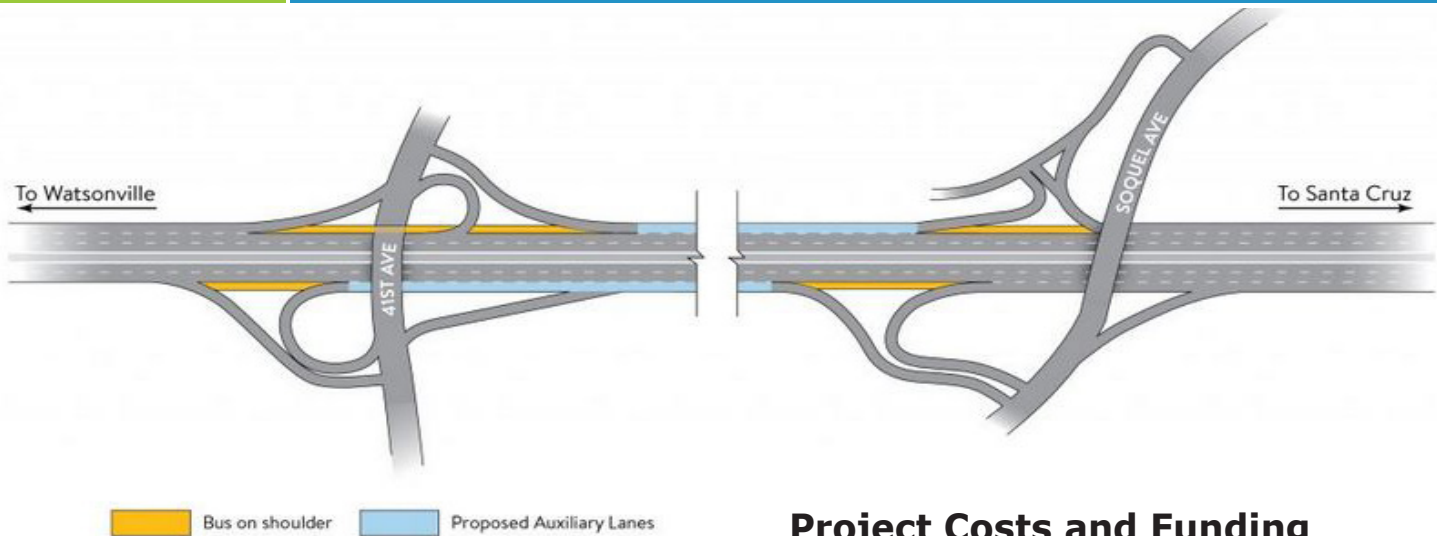 To Watsonville
To Santa Cruz
41ST AVE
SOQUEL AVE
Bus on shoulder
Proposed Auxiliary Lanes
Project Costs and Funding